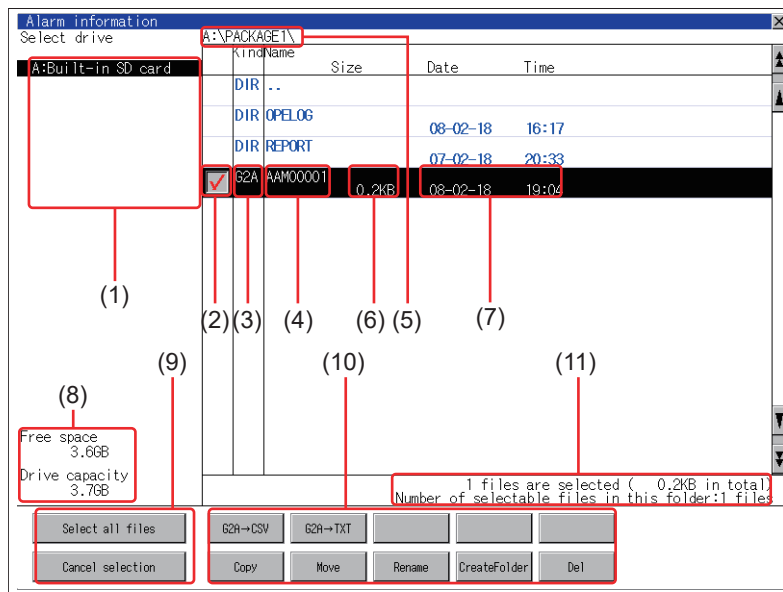 Alarm information
Select drive
A:\PACKAGE1\
Kind Name Size Date Time
A:Built-in SD card
DIR ..
DIR OPELOG 08-02-18 16:17
DIR REPORT 07-02-18 20:33
G2A AAM00001 0.2KB 08-02-18 19:04
(1)
(2) (3) (4) (6) (5) (7)
(8) (9) (10) (11)
Free space
3.6GB
Drive capacity
3.7GB
1 files are selected ( 0.2KB in total)
Number of selectable files in this folder:1 files
Select all files
G2A→CSV
G2A→TXT
Cancel selection
Copy
Move
Rename
CreateFolder
Del